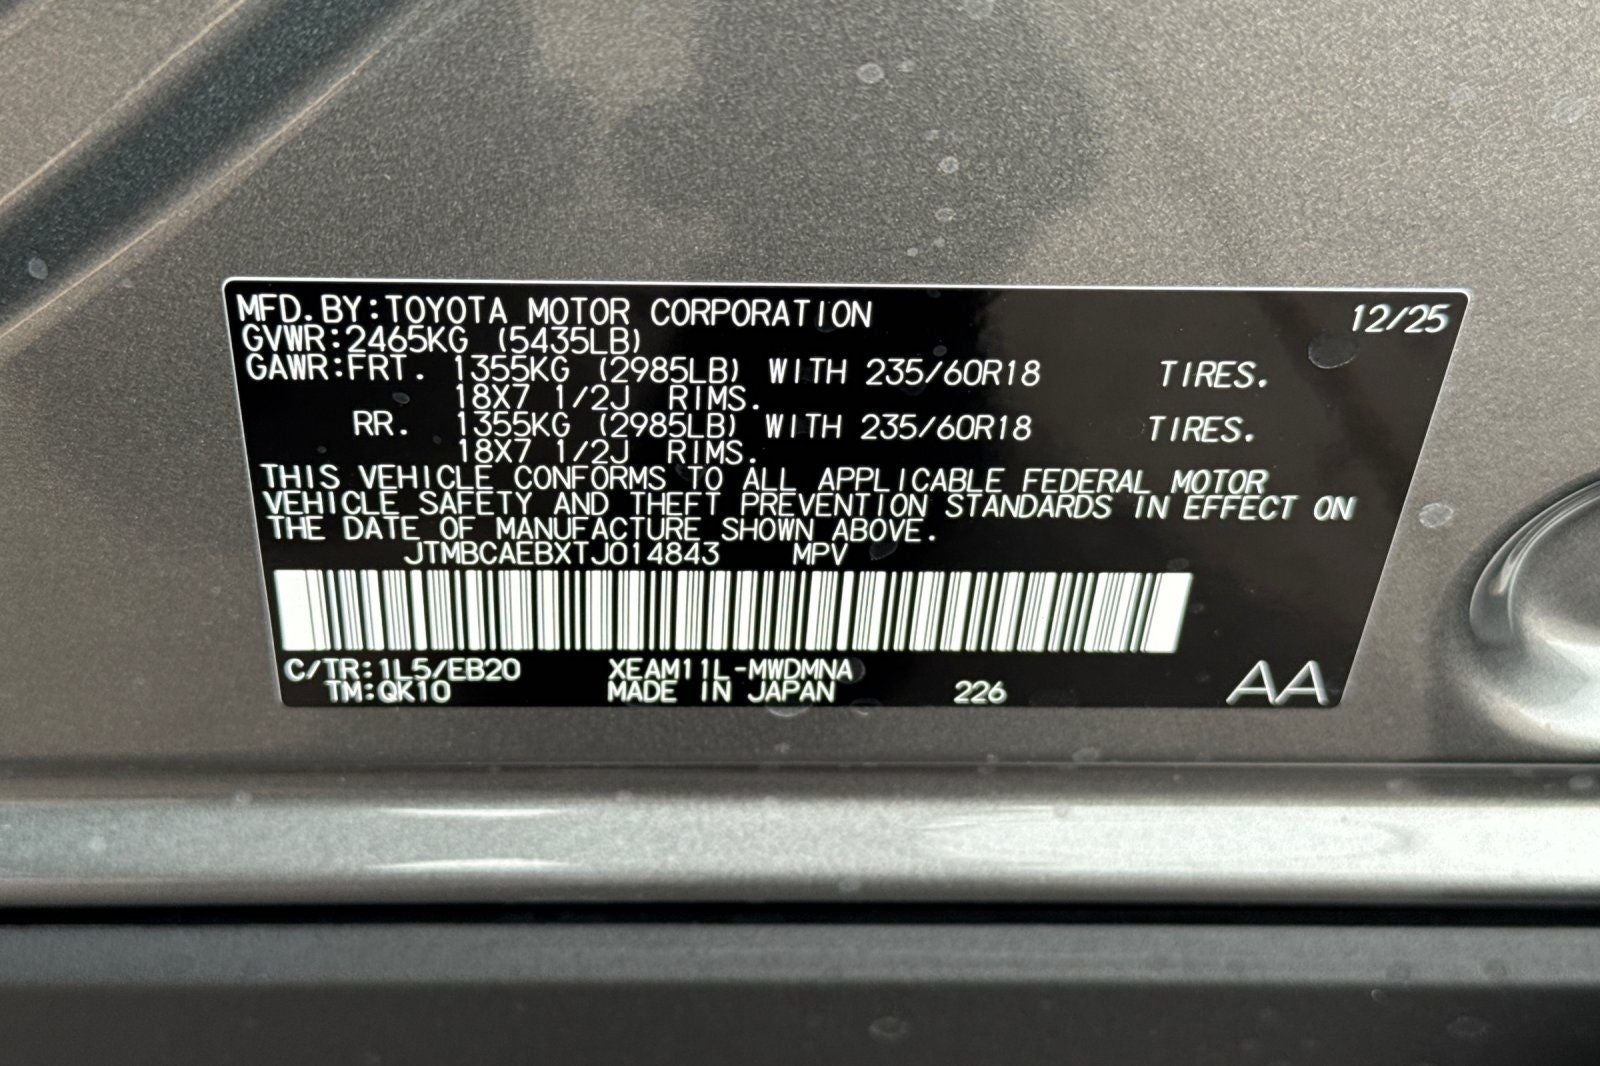 MFD.BY:TOYOTA MOTOR CORPORATION 12/25
GVWR:2465KG (5435LB)
GAWR:FRT. 1355KG (2985LB) WITH 235/60R18 TIRES.
18X7 1/2J RIMS.
RR. 1355KG (2985LB) WITH 235/60R18 TIRES.
18X7 1/2J RIMS.
THIS VEHICLE CONFORMS TO ALL APPLICABLE FEDERAL MOTOR
VEHICLE SAFETY AND THEFT PREVENTION STANDARDS IN EFFECT ON
THE DATE OF MANUFACTURE SHOWN ABOVE.
JTMBCAEBXTJ014843 MPV
C/TR:1L5/EB20 XEAM11L-MWDMNA
TM:QK10 MADE IN JAPAN 226 AA